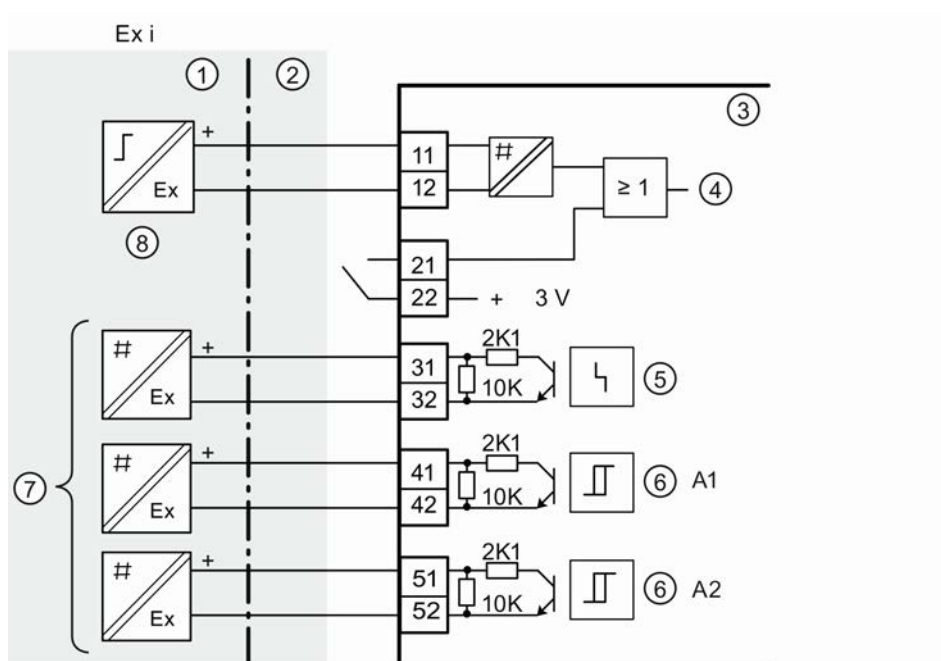 Ex i
① ②
③
+
Ex
⑧
11
12
#
≥ 1
④
21
22
+ 3 V
#
+
Ex
31
32
2K1
10K
⑤
⑦
#
+
Ex
41
42
2K1
10K
⑥ A1
#
+
Ex
51
52
2K1
10K
⑥ A2